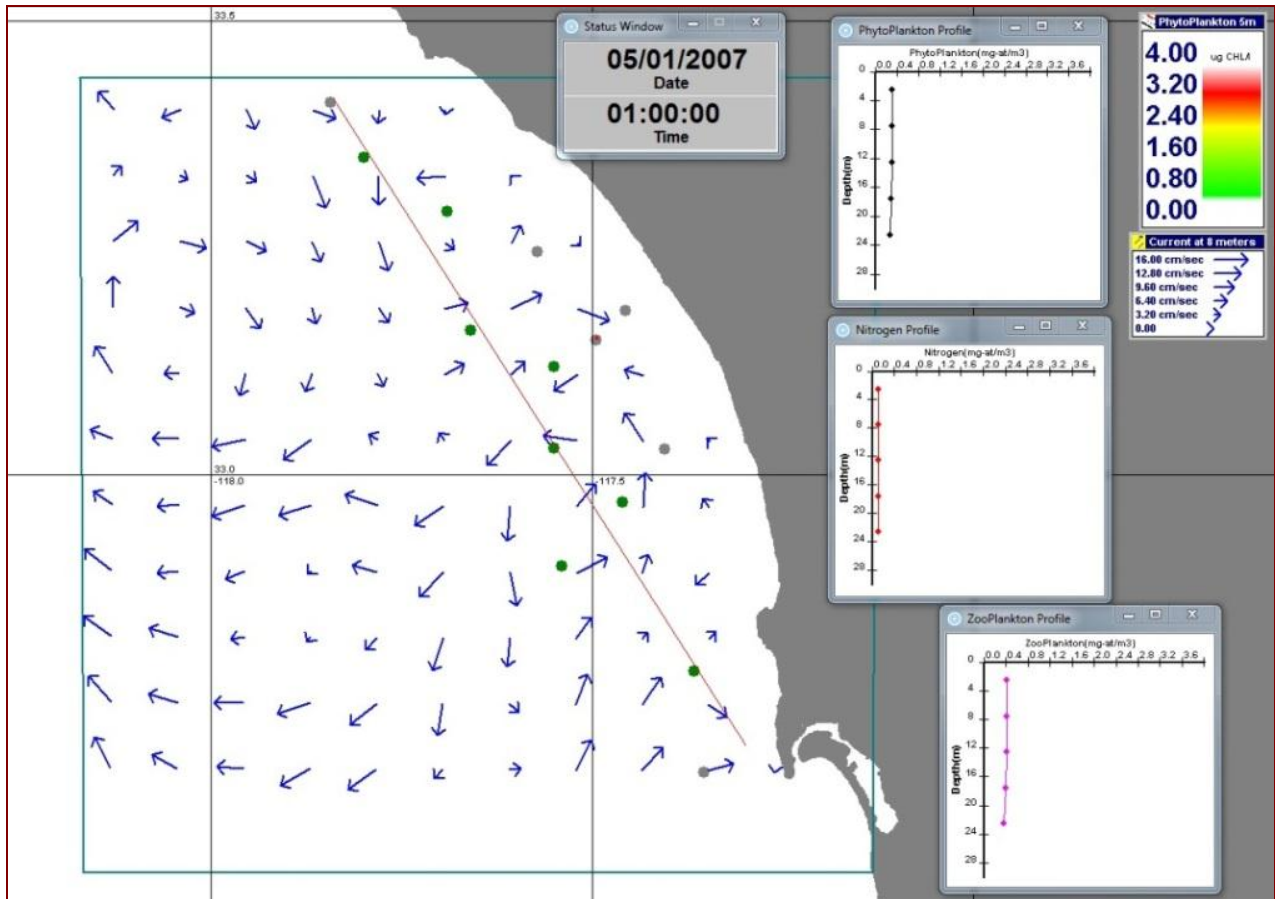 33.5
33.0
-118.0
-117.5
Status Window
05/01/2007
Date
01:00:00
Time
PhytoPlankton Profile
PhytoPlankton(mg-at/m3)
0.0 0.4 0.8 1.2 1.6 2.0 2.4 2.8 3.2 3.6
0
4
8
12
16
20
24
28
Depth(m)
Nitrogen Profile
Nitrogen(mg-at/m3)
0.0 0.4 0.8 1.2 1.6 2.0 2.4 2.8 3.2 3.6
0
4
8
12
16
20
24
28
Depth(m)
ZooPlankton Profile
ZooPlankton(mg-at/m3)
0.0 0.4 0.8 1.2 1.6 2.0 2.4 2.8 3.2 3.6
0
4
8
12
16
20
24
28
Depth(m)
PhytoPlankton 5m
4.00 ug CHLA
3.20
2.40
1.60
0.80
0.00
Current at 8 meters
16.00 cm/sec
12.80 cm/sec
9.60 cm/sec
6.40 cm/sec
3.20 cm/sec
0.00